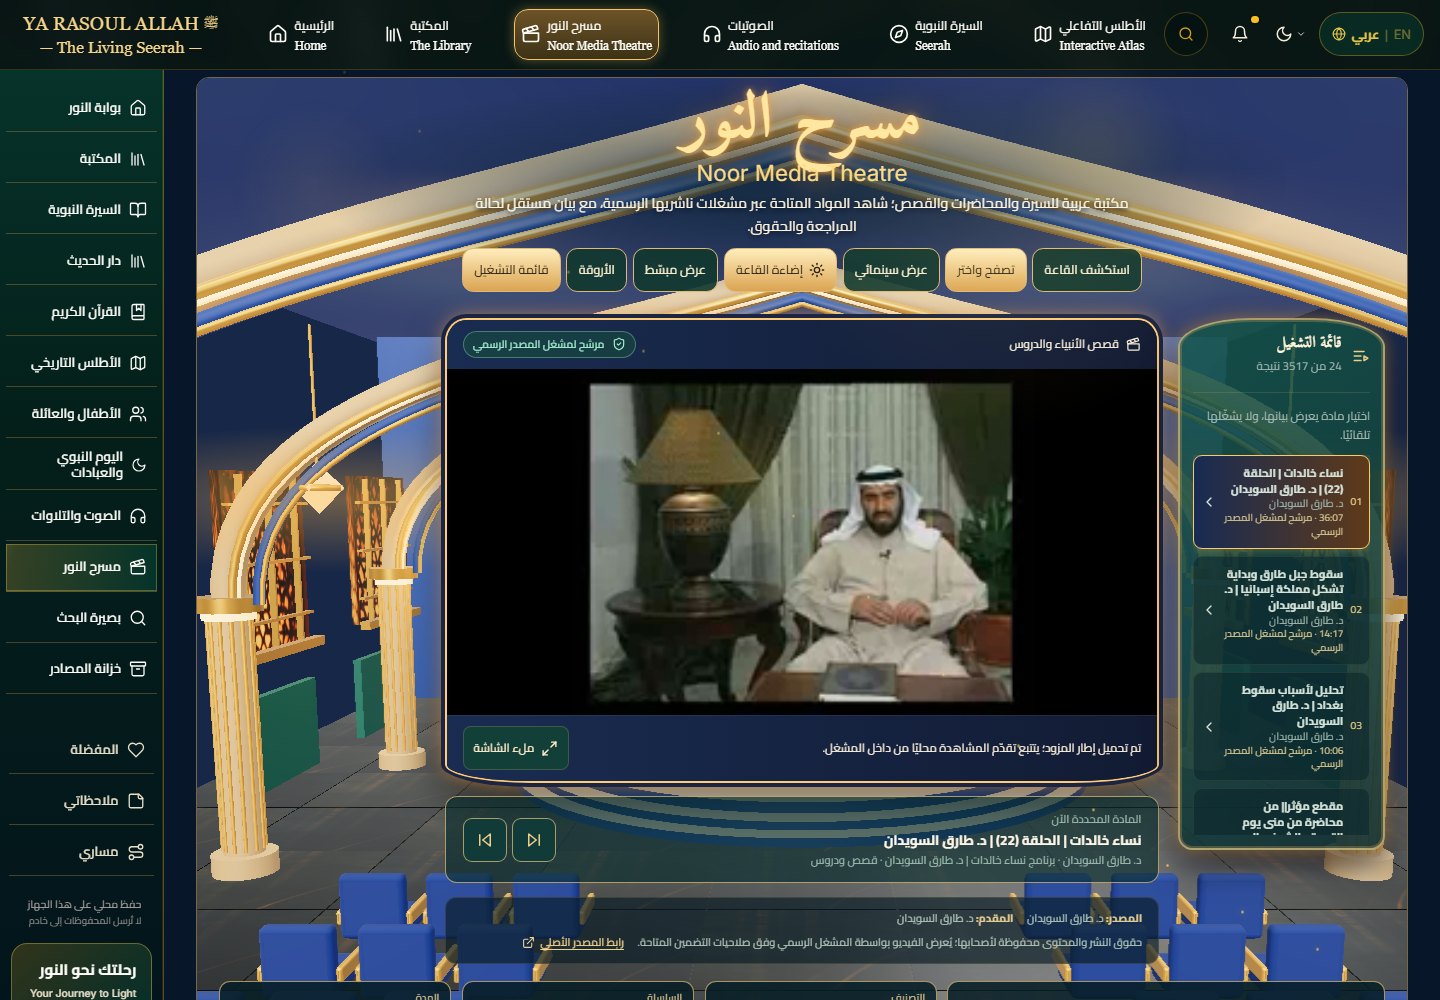 YA RASOUL ALLAH ﷺ
— The Living Seerah —
الرئيسية
Home
المكتبة
The Library
مسرح النور
Noor Media Theatre
الصوتيات
Audio and recitations
السيرة النبوية
Seerah
الأطلس التفاعلي
Interactive Atlas
عربي | EN
بوابة النور
المكتبة
السيرة النبوية
دار الحديث
القرآن الكريم
الأطلس التاريخي
الأطفال والعائلة
اليوم النبوي
والعبادات
الصوت والتلاوات
مسرح النور
بصيرة البحث
خزانة المصادر
المفضلة
ملاحظاتي
مساري
حفظ محلي على هذا الجهاز
لا تُرسل المحفوظات إلى خادم
رحلتك نحو النور
Your Journey to Light
مسرح النور
Noor Media Theatre
مكتبة عربية للسيرة والمحاضرات والقصص؛ شاهد المواد المتاحة عبر مشغلات ناشريها الرسمية، مع بيان مستقل لحالة
المراجعة والحقوق.
استكشف القاعة
تصفح واختر
عرض سينمائي
إضاءة القاعة
عرض مبسّط
الأروقة
قائمة التشغيل
قصص الأنبياء والدروس
مرشح لمشغل المصدر الرسمي
تم تحميل إطار المزود؛ يتتبع تقدّم المشاهدة محليًا من داخل المشغل.
ملء الشاشة
المادة المحددة الآن
نساء خالدات | الحلقة (22) | د. طارق السويدان
د. طارق السويدان · برنامج نساء خالدات | د. طارق السويدان · قصص ودروس
المصدر: د. طارق السويدان
المقدم: د. طارق السويدان
حقوق النشر والمحتوى محفوظة لأصحابها؛ يُعرض الفيديو بواسطة المشغل الرسمي وفق صلاحيات التضمين المتاحة.
رابط المصدر الأصلي
التصنيف
السلسلة
المدة
قائمة التشغيل
24 من 3517 نتيجة
اختيار مادة يعرض بيانها، ولا يشغّلها
تلقائيًا.
01
نساء خالدات | الحلقة
(22) | د. طارق السويدان
د. طارق السويدان
36:07 · مرشح لمشغل المصدر
الرسمي
02
سقوط جبل طارق وبداية
تشكل مملكة إسبانيا | د.
طارق السويدان
د. طارق السويدان
14:17 · مرشح لمشغل المصدر
الرسمي
03
تحليل لأسباب سقوط
بغداد | د. طارق
السويدان
د. طارق السويدان
10:06 · مرشح لمشغل المصدر
الرسمي
مقطع مؤثر|| من
محاضرة من منى يوم